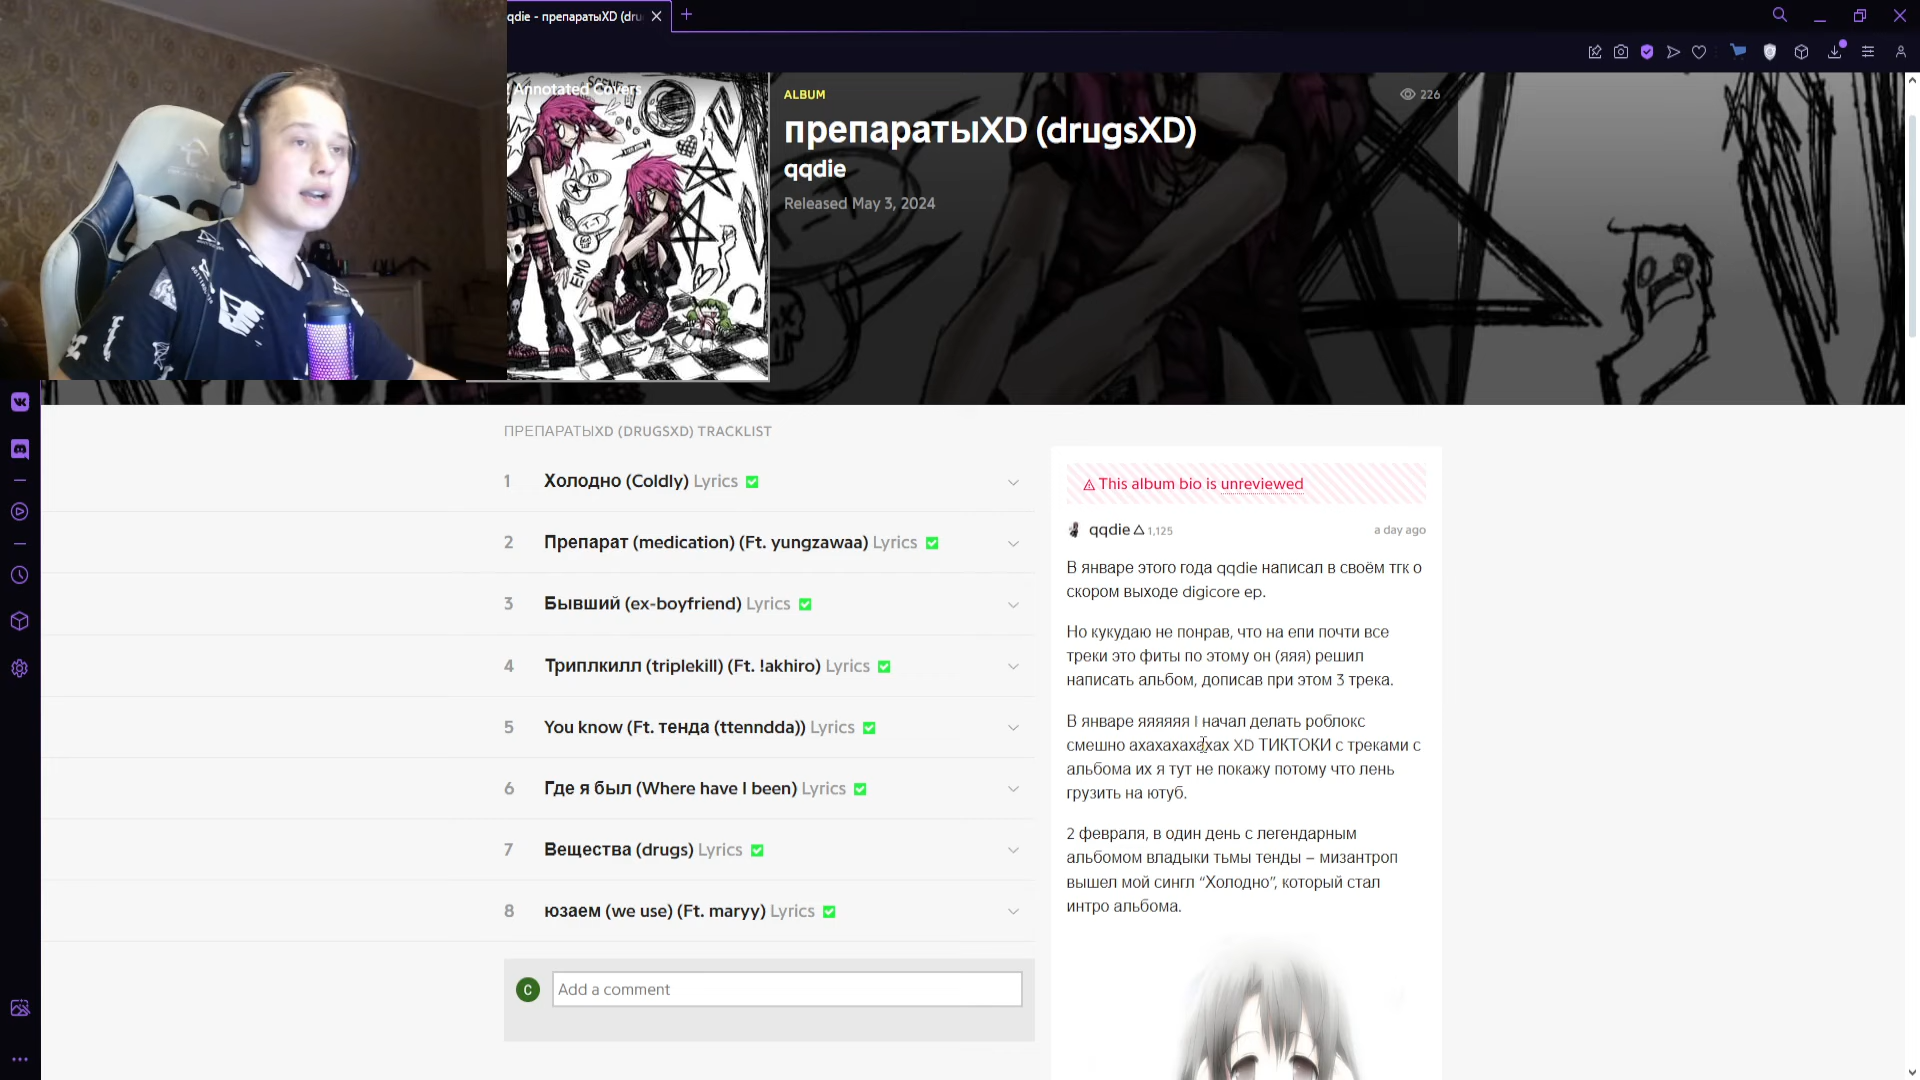 qqdie - препаратыXD (dru
Annotated Covers
SCENE
XD
T-T
EMO
ALBUM
226
препаратыXD (drugsXD)
qqdie
Released May 3, 2024
ПРЕПАРАТЫXD (DRUGSXD) TRACKLIST
1 Холодно (Coldly) Lyrics
2 Препарат (medication) (Ft. yungzawaa) Lyrics
3 Бывший (ex-boyfriend) Lyrics
4 Триплкилл (triplekill) (Ft. !akhiro) Lyrics
5 You know (Ft. тенда (ttenndda)) Lyrics
6 Где я был (Where have I been) Lyrics
7 Вещества (drugs) Lyrics
8 юзаем (we use) (Ft. maryy) Lyrics
C Add a comment
This album bio is unreviewed
qqdie 1,125 a day ago
В январе этого года qqdie написал в своём тгк о
скором выходе digicore ep.
Но кукудаю не понрав, что на епи почти все
треки это фиты по этому он (яяя) решил
написать альбом, дописав при этом 3 трека.
В январе яяяяяя I начал делать роблокс
смешно ахахахахахах XD ТИКТОКИ с треками с
альбома их я тут не покажу потому что лень
грузить на ютуб.
2 февраля, в один день с легендарным
альбомом владыки тьмы тенды – мизантроп
вышел мой сингл “Холодно”, который стал
интро альбома.